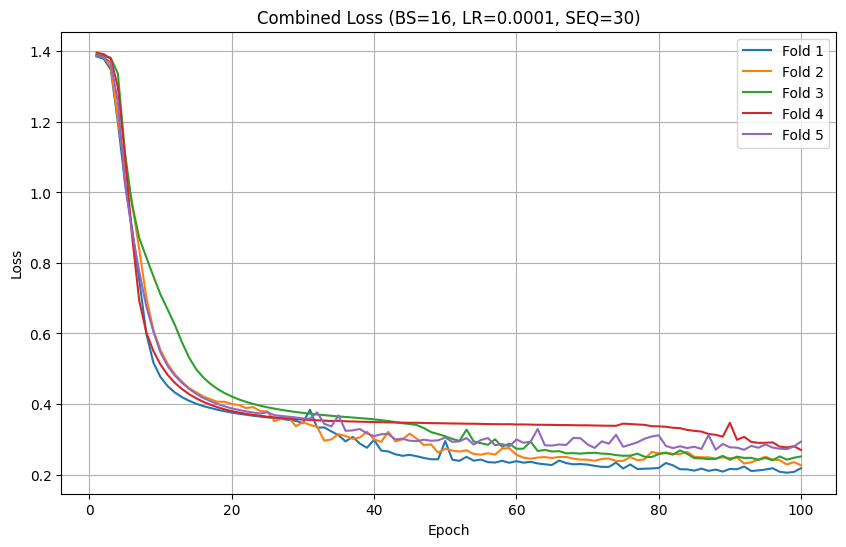 Combined Loss (BS=16, LR=0.0001, SEQ=30)
Loss
1.4
1.2
1.0
0.8
0.6
0.4
0.2
Fold 1
Fold 2
Fold 3
Fold 4
Fold 5
0 20 40 60 80 100
Epoch